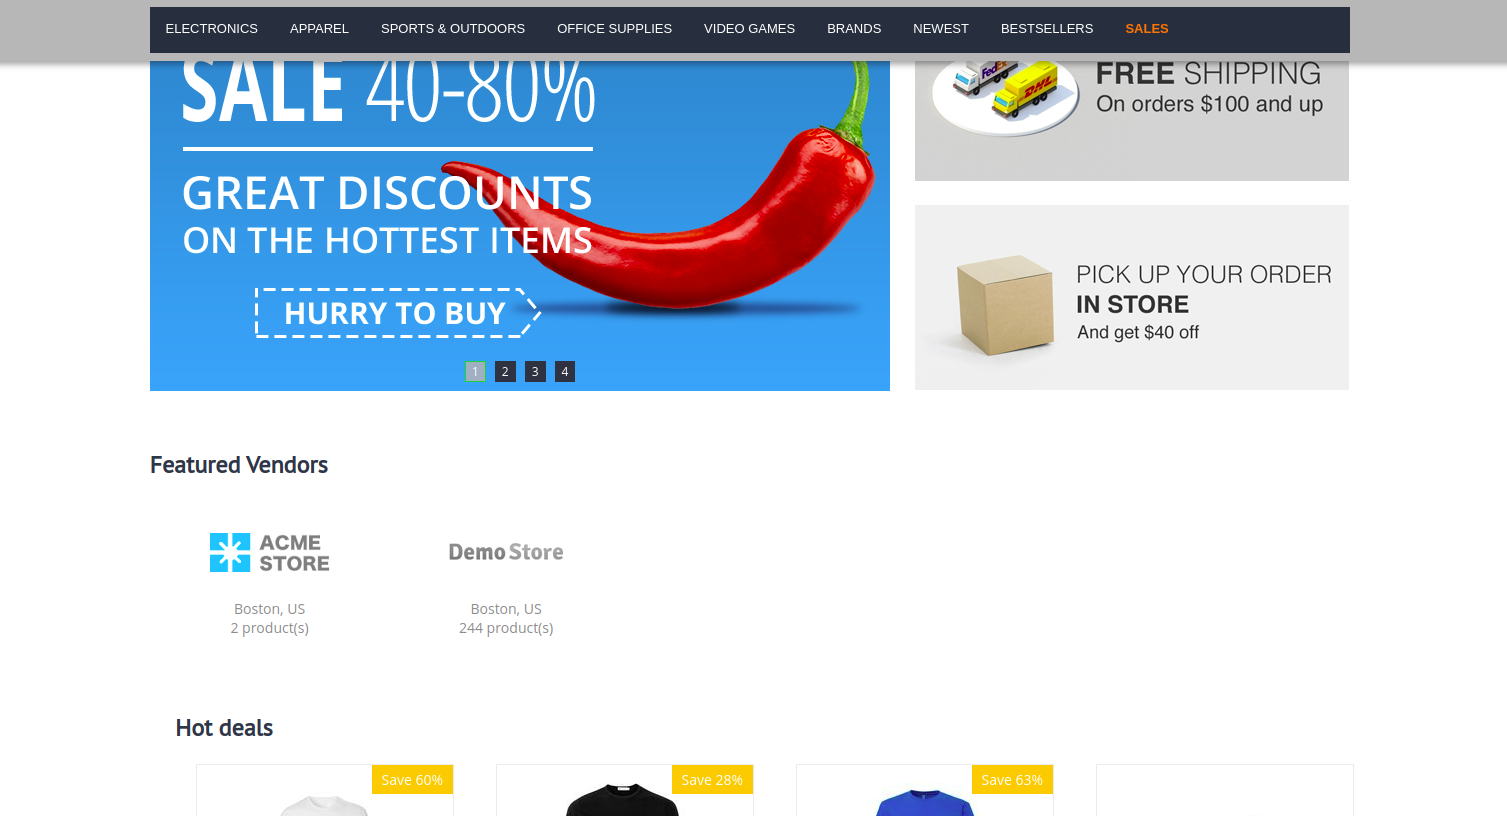 ELECTRONICS APPAREL SPORTS & OUTDOORS OFFICE SUPPLIES VIDEO GAMES BRANDS NEWEST BESTSELLERS SALES
SALE 40-80%
GREAT DISCOUNTS
ON THE HOTTEST ITEMS
HURRY TO BUY
1 2 3 4
FedEx
DHL
FREE SHIPPING
On orders $100 and up
PICK UP YOUR ORDER
IN STORE
And get $40 off
Featured Vendors
ACME
STORE
Boston, US
2 product(s)
Demo Store
Boston, US
244 product(s)
Hot deals
Save 60%
Save 28%
Save 63%